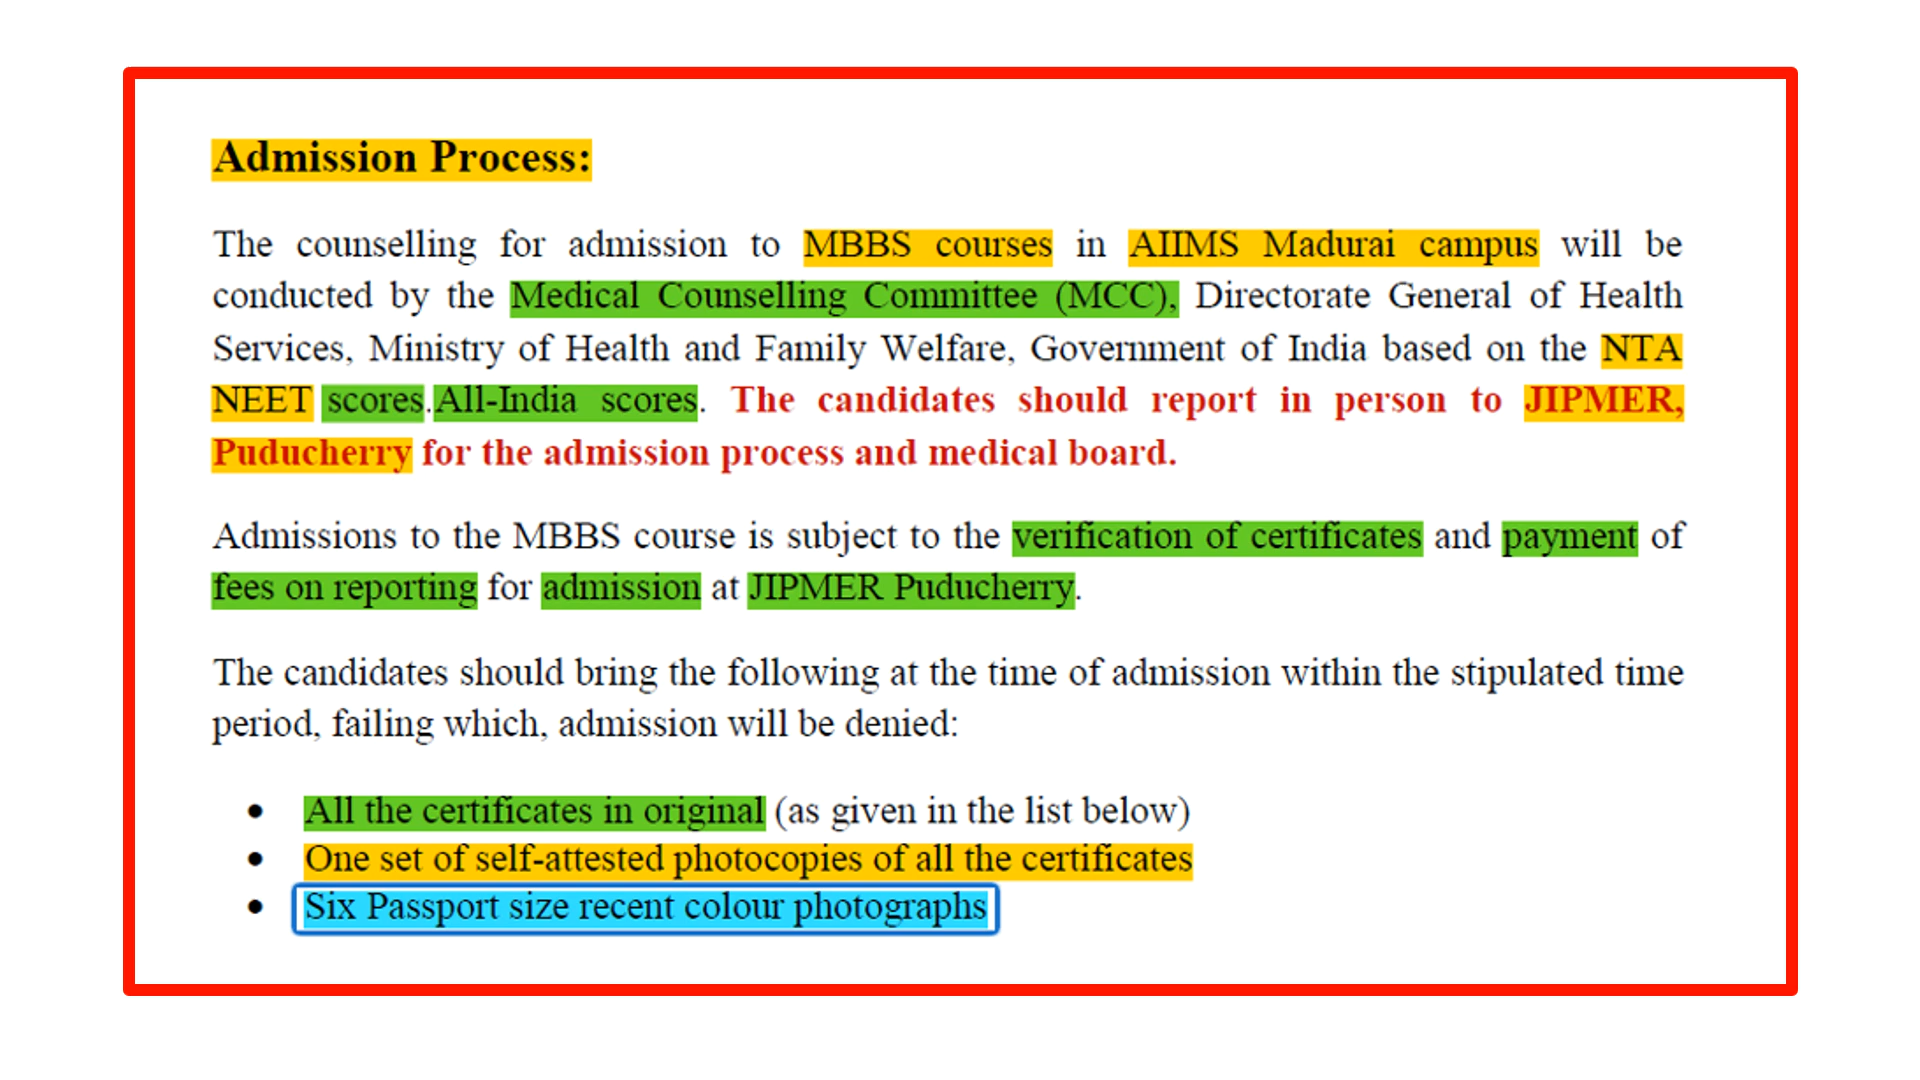 Admission Process:
The counselling for admission to MBBS courses in AIIMS Madurai campus will be
conducted by the Medical Counselling Committee (MCC), Directorate General of Health
Services, Ministry of Health and Family Welfare, Government of India based on the NTA
NEET scores.All-India scores. The candidates should report in person to JIPMER,
Puducherry for the admission process and medical board.
Admissions to the MBBS course is subject to the verification of certificates and payment of
fees on reporting for admission at JIPMER Puducherry.
The candidates should bring the following at the time of admission within the stipulated time
period, failing which, admission will be denied:
• All the certificates in original (as given in the list below)
• One set of self-attested photocopies of all the certificates
• Six Passport size recent colour photographs